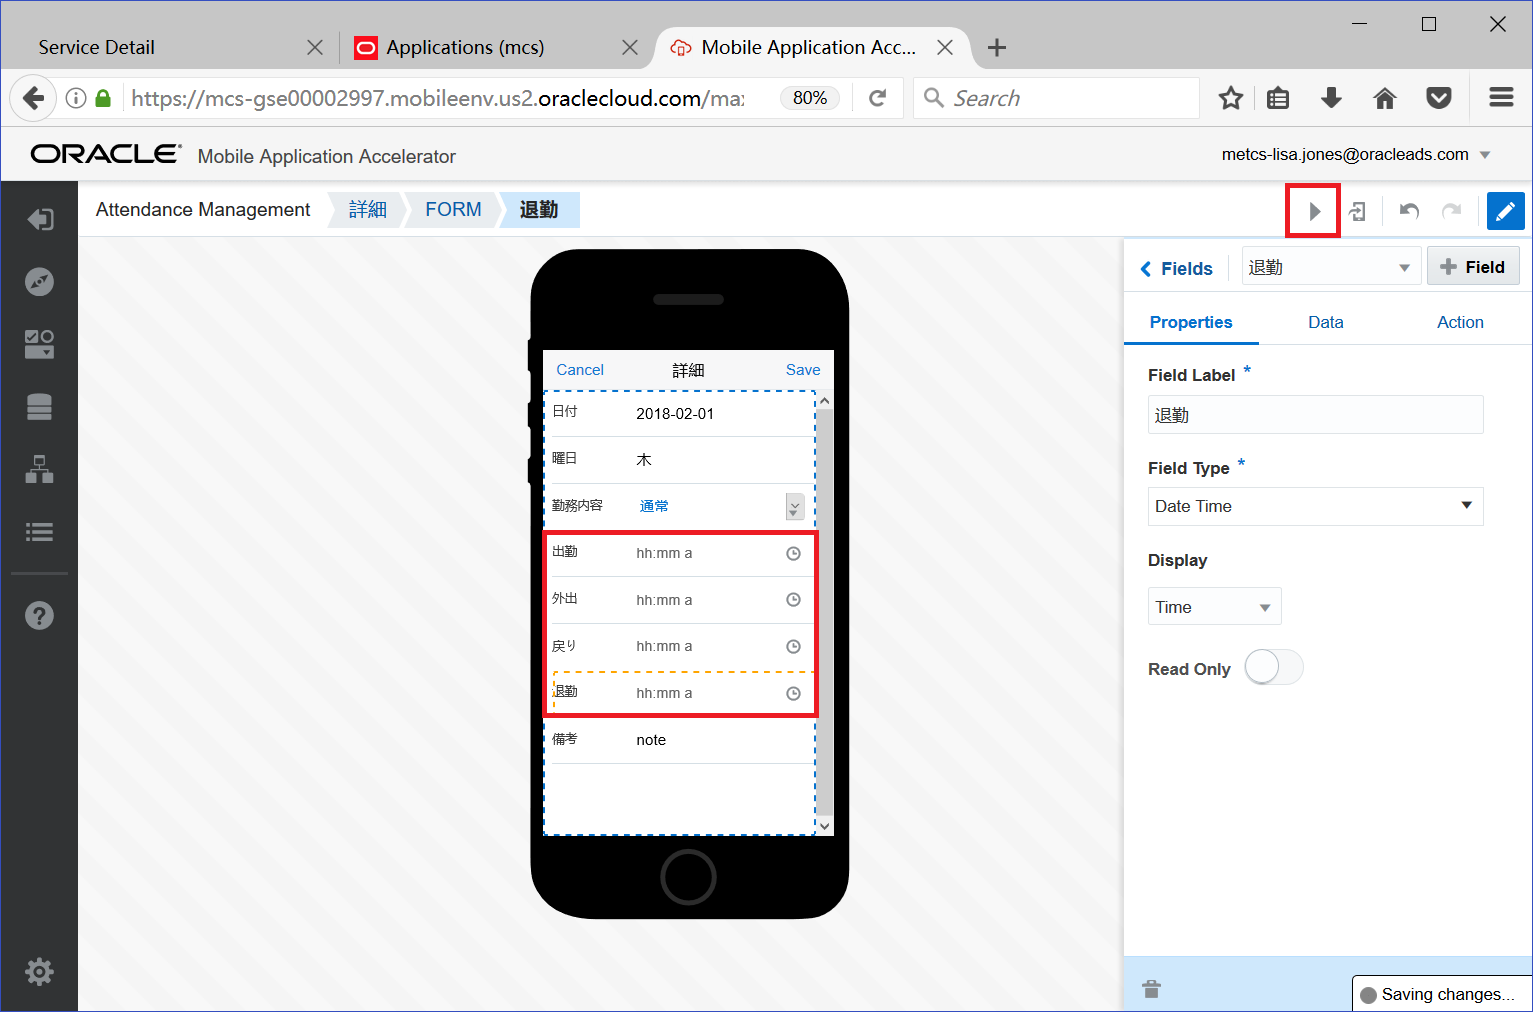 Service Detail
Applications (mcs)
Mobile Application Acc...
https://mcs-gse00002997.mobileenv.us2.oraclecloud.com/max
80%
Search
ORACLE Mobile Application Accelerator
metcs-lisa.jones@oracleads.com
Attendance Management
詳細
FORM
退勤
Fields
退勤
Field
Properties
Data
Action
Field Label *
退勤
Field Type *
Date Time
Display
Time
Read Only
Cancel
詳細
Save
日付 2018-02-01
曜日 木
勤務内容 通常
出勤 hh:mm a
外出 hh:mm a
戻り hh:mm a
退勤 hh:mm a
備考 note
Saving changes...